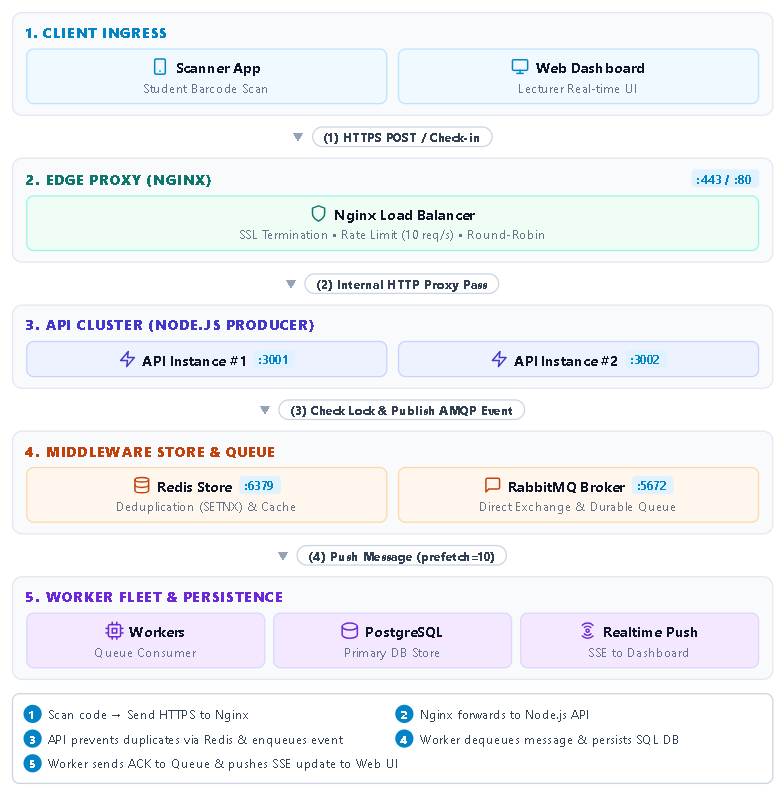 1. CLIENT INGRESS
Scanner App
Student Barcode Scan
Web Dashboard
Lecturer Real-time UI
(1) HTTPS POST / Check-in
2. EDGE PROXY (NGINX)
:443 / :80
Nginx Load Balancer
SSL Termination • Rate Limit (10 req/s) • Round-Robin
(2) Internal HTTP Proxy Pass
3. API CLUSTER (NODE.JS PRODUCER)
API Instance #1 :3001
API Instance #2 :3002
(3) Check Lock & Publish AMQP Event
4. MIDDLEWARE STORE & QUEUE
Redis Store :6379
Deduplication (SETNX) & Cache
RabbitMQ Broker :5672
Direct Exchange & Durable Queue
(4) Push Message (prefetch=10)
5. WORKER FLEET & PERSISTENCE
Workers
Queue Consumer
PostgreSQL
Primary DB Store
Realtime Push
SSE to Dashboard
1 Scan code → Send HTTPS to Nginx
2 Nginx forwards to Node.js API
3 API prevents duplicates via Redis & enqueues event
4 Worker dequeues message & persists SQL DB
5 Worker sends ACK to Queue & pushes SSE update to Web UI